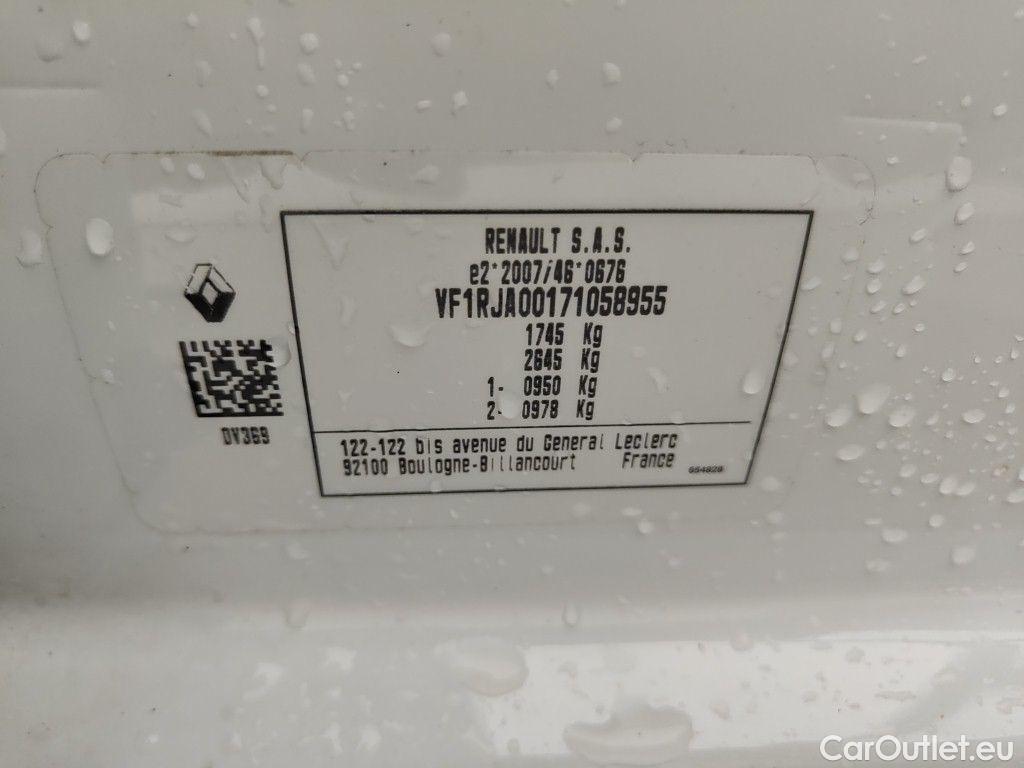 RENAULT S.A.S.
e2*2007/46*0676
VF1RJA00171058955
1745 Kg
2645 Kg
1- 0950 Kg
2- 0978 Kg
DV369
122-122 bis avenue du General Leclerc
92100 Boulogne-Billancourt France
654828
CarOutlet.eu